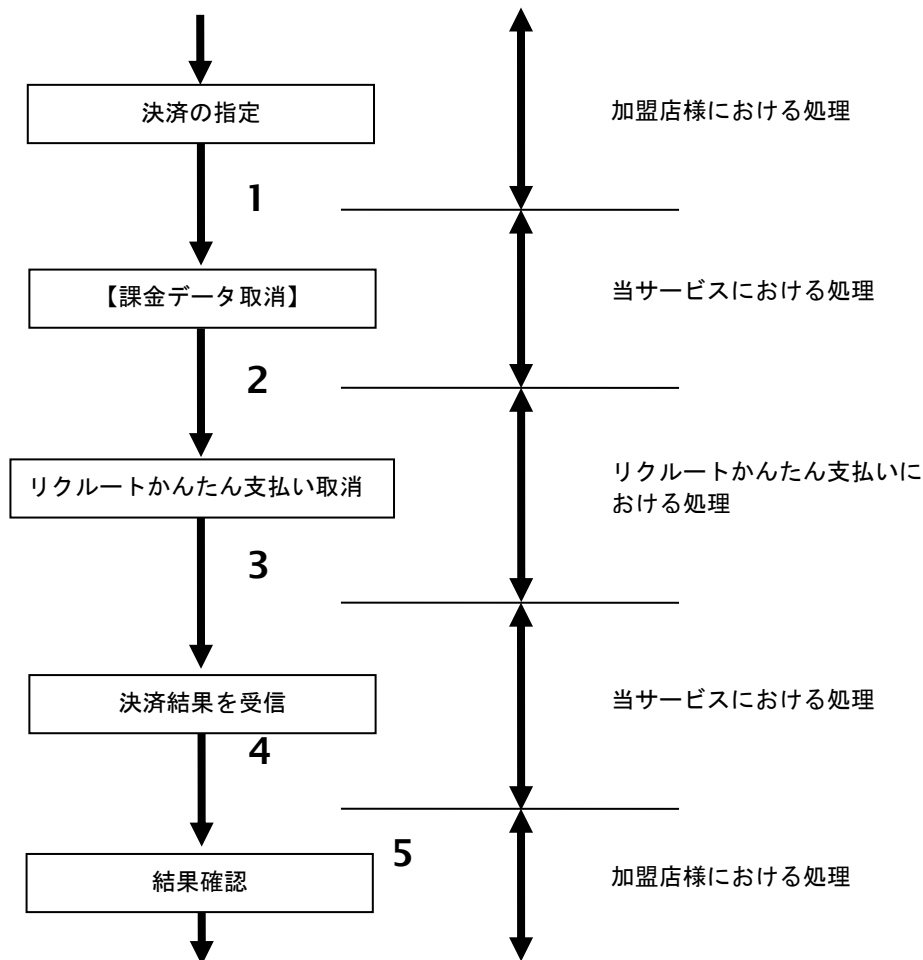 決済の指定
加盟店様における処理
1
【課金データ取消】
当サービスにおける処理
2
リクルートかんたん支払い取消
リクルートかんたん支払いに
おける処理
3
決済結果を受信
当サービスにおける処理
4
5
結果確認
加盟店様における処理